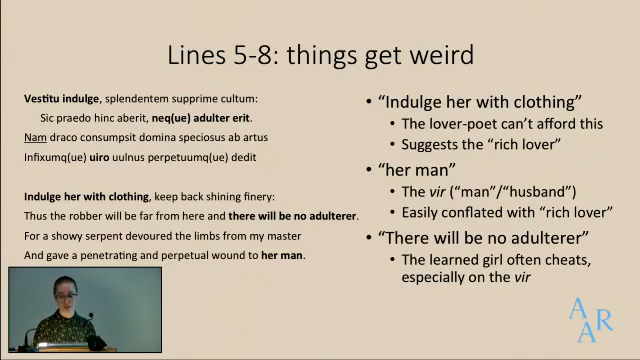 Lines 5-8: things get weird
Vestitu indulge, splendentem supprime cultum:
Sic praedo hinc aberit, neq(ue) adulter erit.
Nam draco consumpsit domina speciosus ab artus
Infixumq(ue) uiro uulnus perpetuumq(ue) dedit
Indulge her with clothing, keep back shining finery:
Thus the robber will be far from here and there will be no adulterer.
For a showy serpent devoured the limbs from my master
And gave a penetrating and perpetual wound to her man.
• “Indulge her with clothing”
• The lover-poet can’t afford this
• Suggests the “rich lover”
• “her man”
• The vir (“man”/“husband”)
• Easily conflated with “rich lover”
• “There will be no adulterer”
• The learned girl often cheats,
especially on the vir
AAR